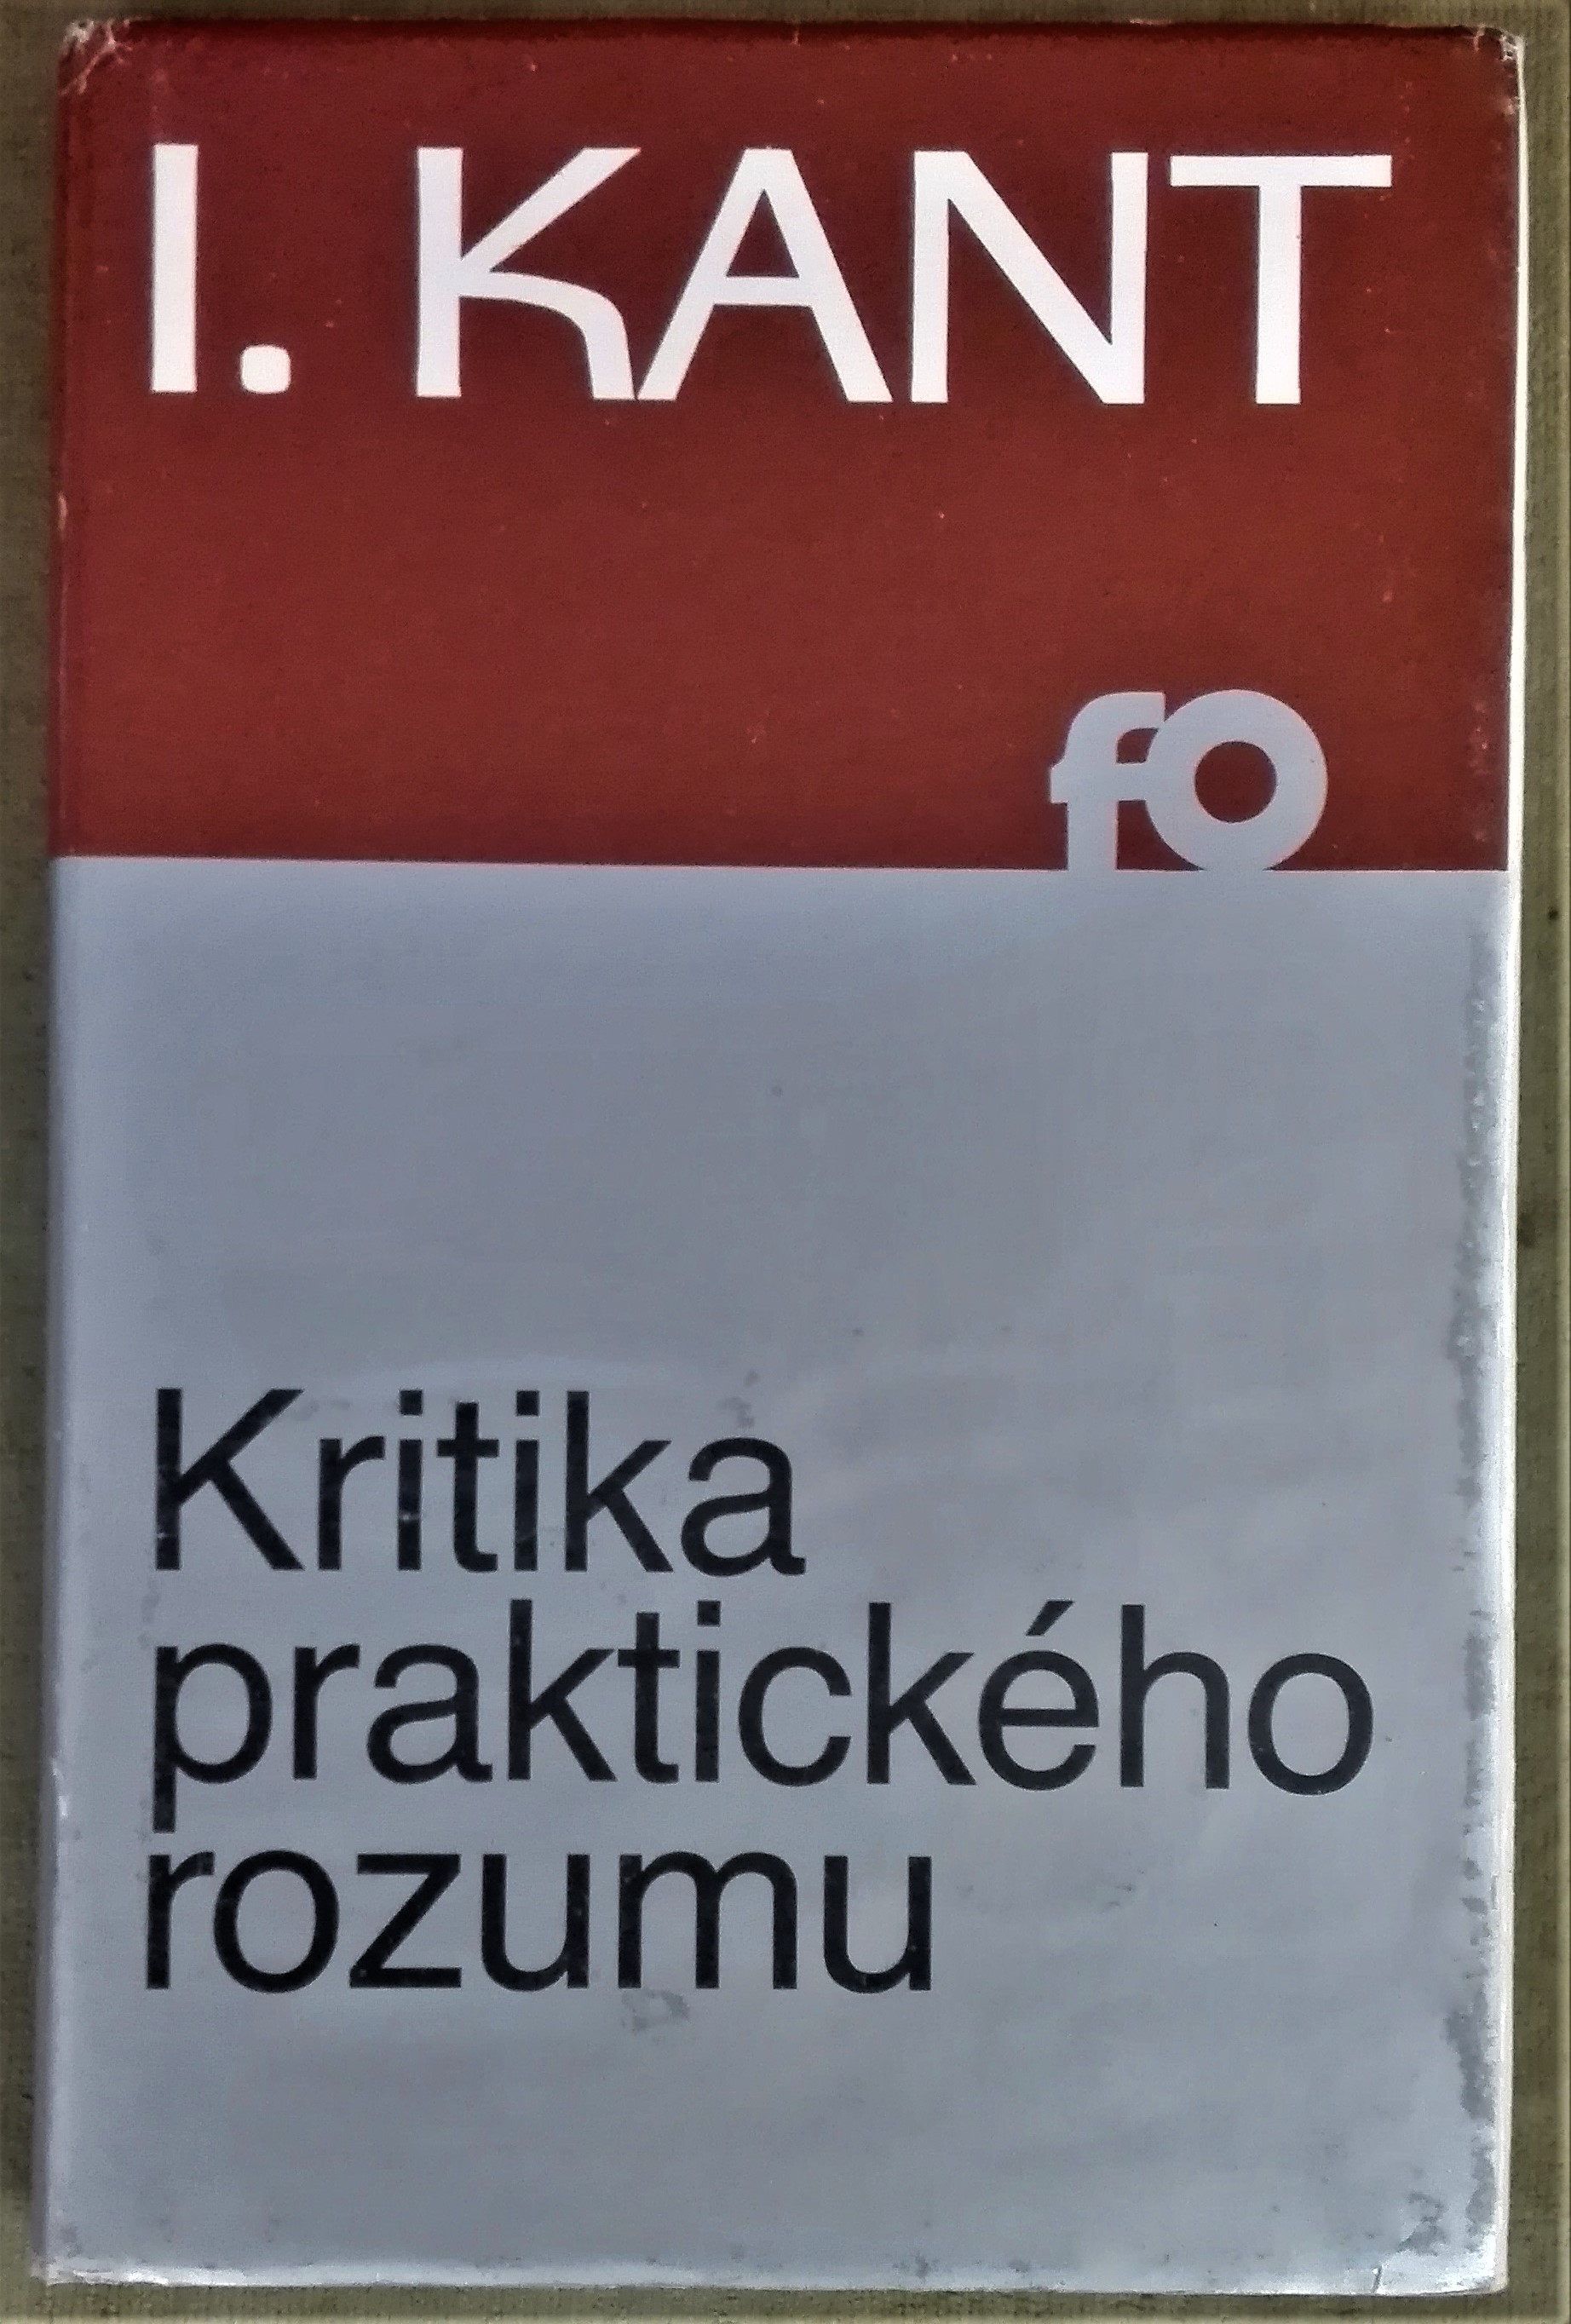 I. KANT
fo
Kritika
praktického
rozumu